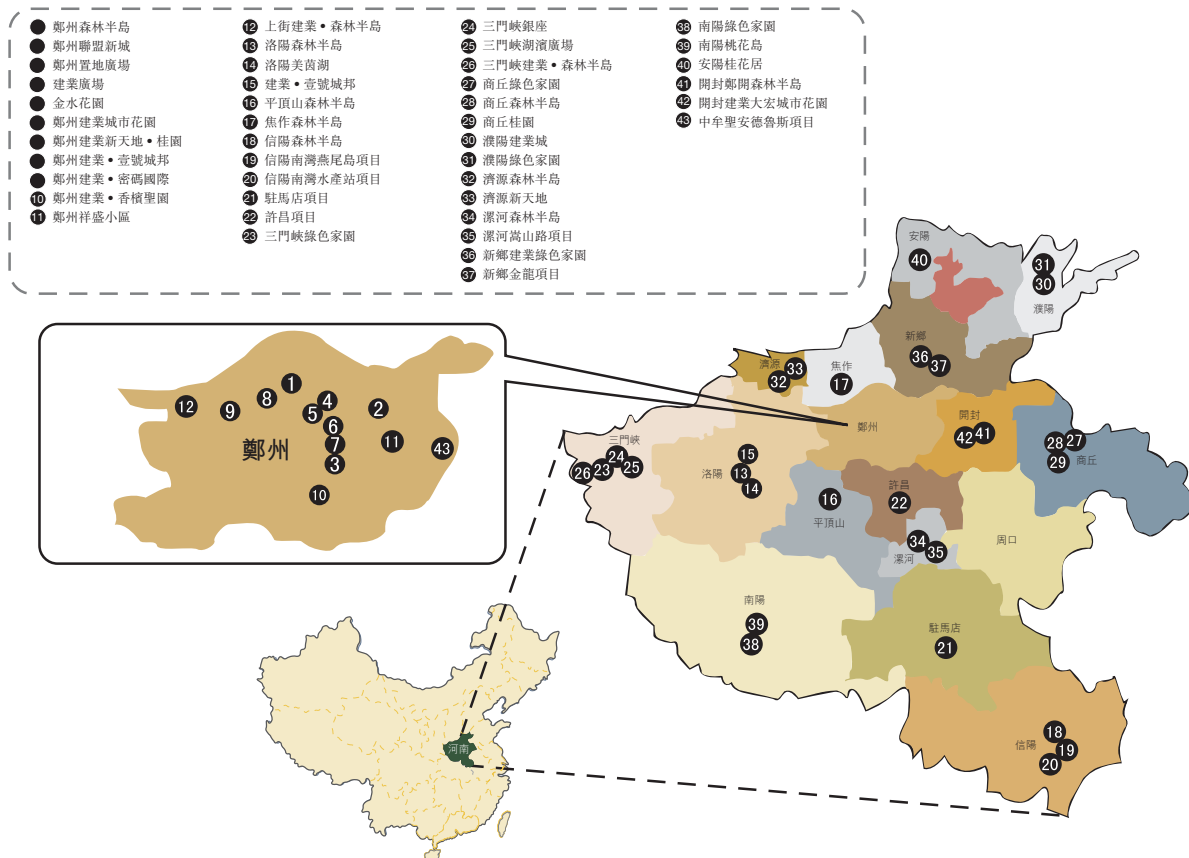 鄭州森林半島
鄭州聯盟新城
鄭州置地廣場
建業廣場
金水花園
鄭州建業城市花園
鄭州建業新天地•桂園
鄭州建業•壹號城邦
鄭州建業•密碼國際
10 鄭州建業•香檳聖園
11 鄭州祥盛小區
12 上街建業•森林半島
13 洛陽森林半島
14 洛陽美茵湖
15 建業•壹號城邦
16 平頂山森林半島
17 焦作森林半島
18 信陽森林半島
19 信陽南灣燕尾島項目
20 信陽南灣水產站項目
21 駐馬店項目
22 許昌項目
23 三門峽綠色家園
24 三門峽銀座
25 三門峽湖濱廣場
26 三門峽建業•森林半島
27 商丘綠色家園
28 商丘森林半島
29 商丘桂園
30 濮陽建業城
31 濮陽綠色家園
32 濟源森林半島
33 濟源新天地
34 漯河森林半島
35 漯河嵩山路項目
36 新鄉建業綠色家園
37 新鄉金龍項目
38 南陽綠色家園
39 南陽桃花島
40 安陽桂花居
41 開封鄭開森林半島
42 開封建業大宏城市花園
43 中牟聖安德魯斯項目
1
8
4
12
9
5
2
6
鄭州
7
11
43
3
10
安陽
40
31
30
濮陽
新鄉
36
37
濟源
33
32
焦作
17
鄭州
開封
42
41
28
27
29
商丘
三門峽
24
26
23
25
洛陽
15
13
14
16
平頂山
許昌
22
34
35
漯河
周口
南陽
39
38
駐馬店
21
信陽
18
19
20
河南